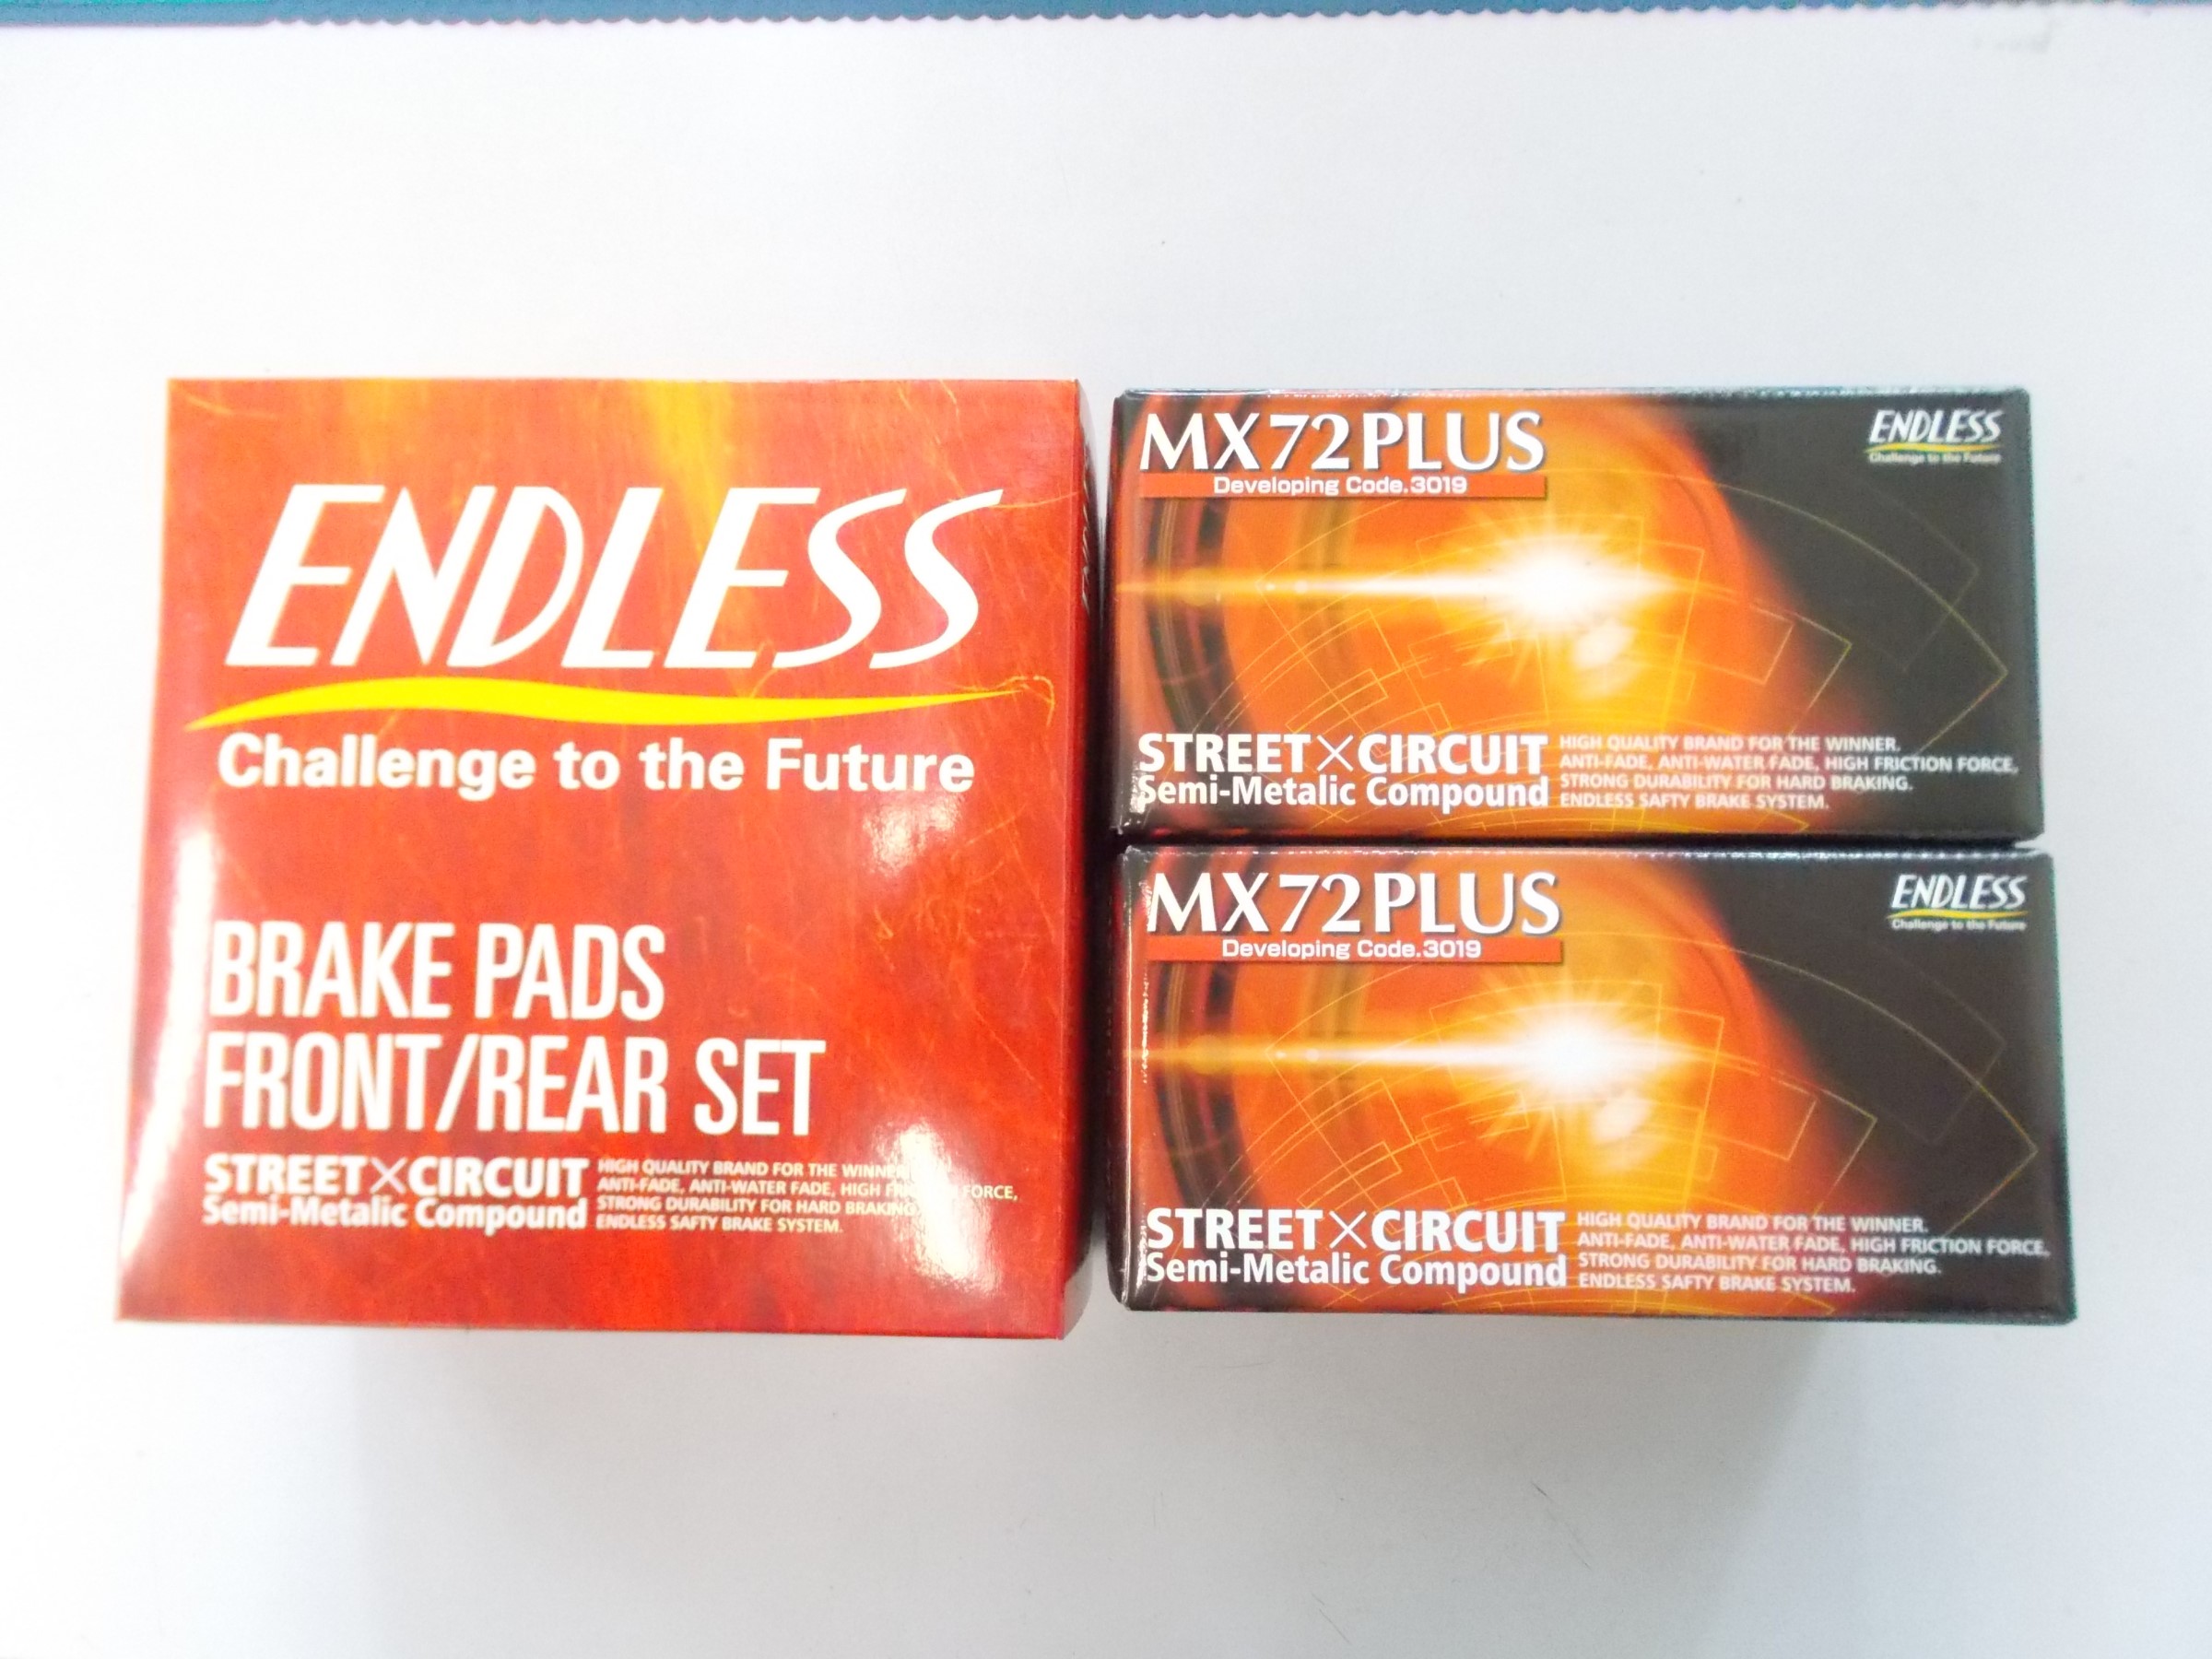 ENDLESS
Challenge to the Future
BRAKE PADS
FRONT/REAR SET
STREET×CIRCUIT
Semi-Metalic Compound
HIGH QUALITY BRAND FOR THE WINNER
ANTI-FADE, ANTI-WATER FADE, HIGH FORCE,
STRONG DURABILITY FOR HARD BRAKING.
ENDLESS SAFTY BRAKE SYSTEM.
MX72PLUS
Developing Code.3019
ENDLESS
Challenge to the Future
STREET×CIRCUIT
Semi-Metalic Compound
HIGH QUALITY BRAND FOR THE WINNER.
ANTI-FADE, ANTI-WATER FADE, HIGH FRICTION FORCE,
STRONG DURABILITY FOR HARD BRAKING.
ENDLESS SAFTY BRAKE SYSTEM.
MX72PLUS
Developing Code.3019
ENDLESS
Challenge to the Future
STREET×CIRCUIT
Semi-Metalic Compound
HIGH QUALITY BRAND FOR THE WINNER.
ANTI-FADE, ANTI-WATER FADE, HIGH FRICTION FORCE,
STRONG DURABILITY FOR HARD BRAKING.
ENDLESS SAFTY BRAKE SYSTEM.